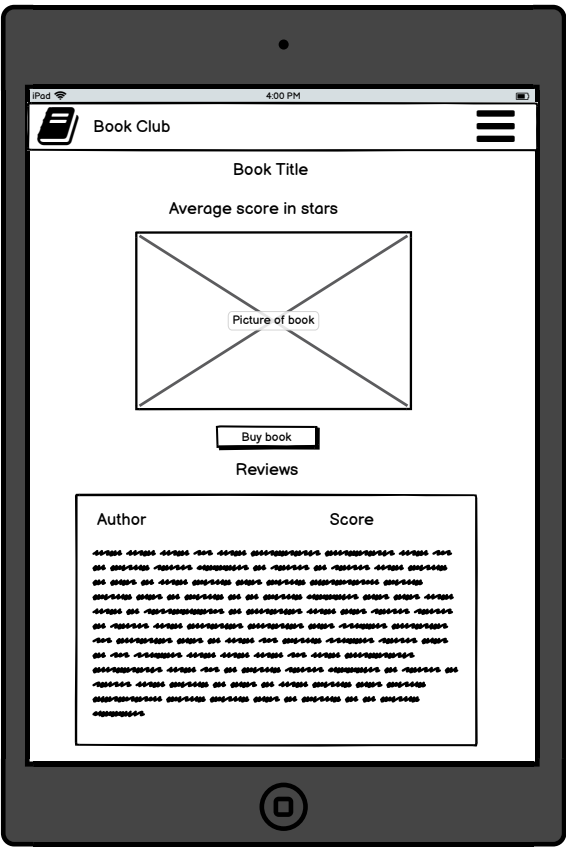 iPad 4:00 PM
Book Club
Book Title
Average score in stars
Picture of book
Buy book
Reviews
Author Score